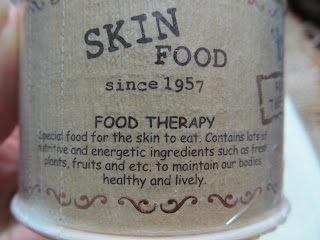 SKIN
FOOD
since 1957
FOOD THERAPY
Special food for the skin to eat. Contains lots of
nutritive and energetic ingredients such as fresh
plants, fruits and etc. to maintain our bodies
healthy and lively.